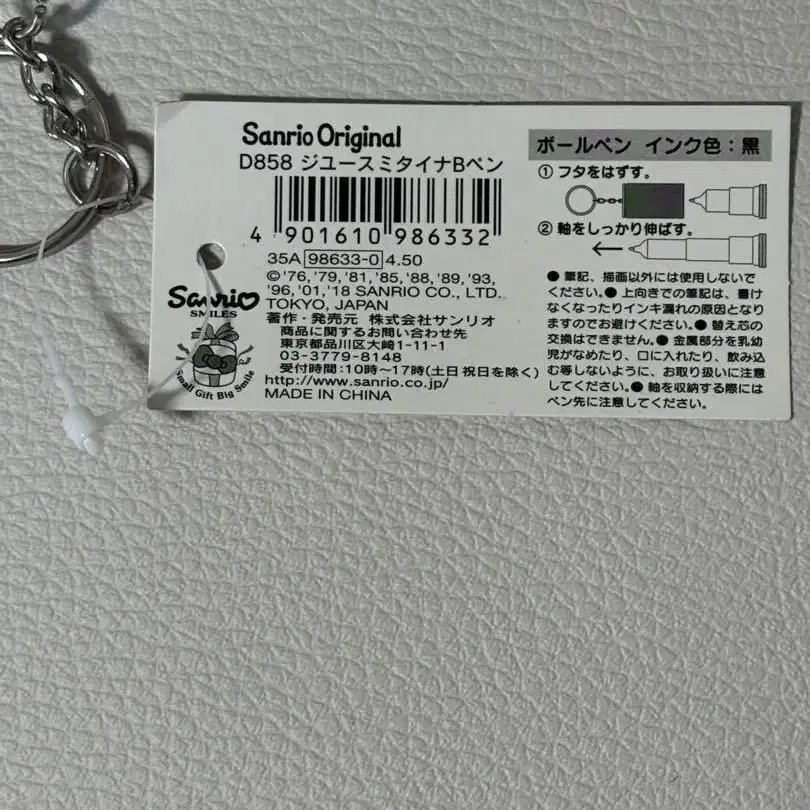 Sanrio Original
D858 ジユースミタイナBペン
4 901610 986332
35A 98633-0 4.50
©'76,'79,'81,'85,'88,'89,'93,
'96,'01,'18 SANRIO CO., LTD.
TOKYO, JAPAN
著作・発売元 株式会社サンリオ
商品に関するお問い合わせ先
東京都品川区大崎1-11-1
03-3779-8148
受付時間:10時〜17時(土日祝日を除く)
http://www.sanrio.co.jp/
MADE IN CHINA
Sanrio
SMILES
Small Gift Big Smile
ボールペン インク色:黒
① フタをはずす。
② 軸をしっかり伸ばす。
● 筆記、描画以外には使用しないで
ください。● 上向きでの筆記は、書け
なくなったりインキ漏れの原因となり
ますのでお避けください。● 替え芯の
交換はできません。● 金属部分を乳幼
児がなめたり、口に入れたり、飲み込
む等しないように、お取り扱いに注意
してください。● 軸を収納する際には
ペン先に注意してください。